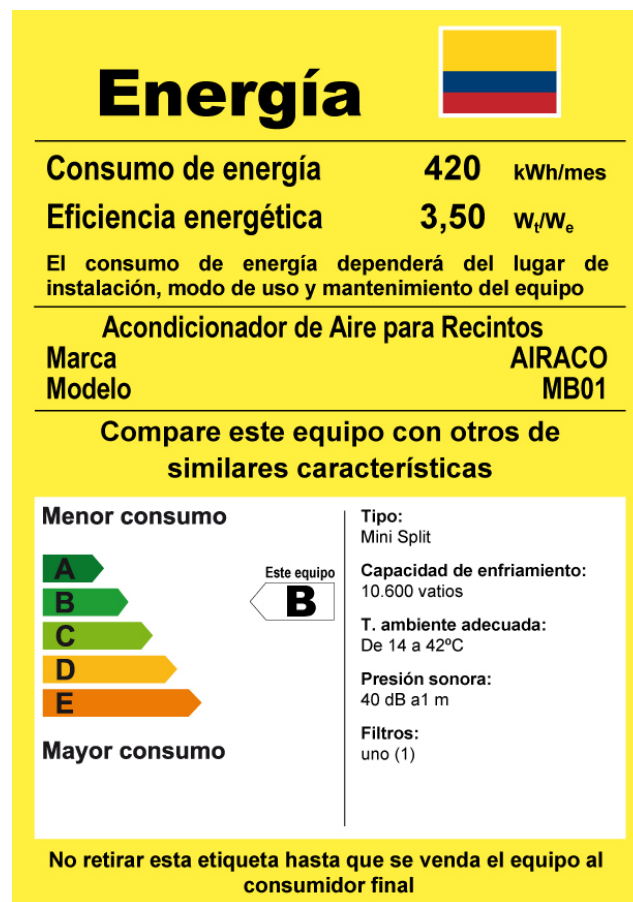 Energía
Consumo de energía 420 kWh/mes
Eficiencia energética 3,50 Wt/We
El consumo de energía dependerá del lugar de
instalación, modo de uso y mantenimiento del equipo
Acondicionador de Aire para Recintos
Marca AIRACO
Modelo MB01
Compare este equipo con otros de
similares características
Menor consumo
A
B
C
D
E
Mayor consumo
Este equipo
B
Tipo:
Mini Split
Capacidad de enfriamiento:
10.600 vatios
T. ambiente adecuada:
De 14 a 42ºC
Presión sonora:
40 dB a1 m
Filtros:
uno (1)
No retirar esta etiqueta hasta que se venda el equipo al
consumidor final